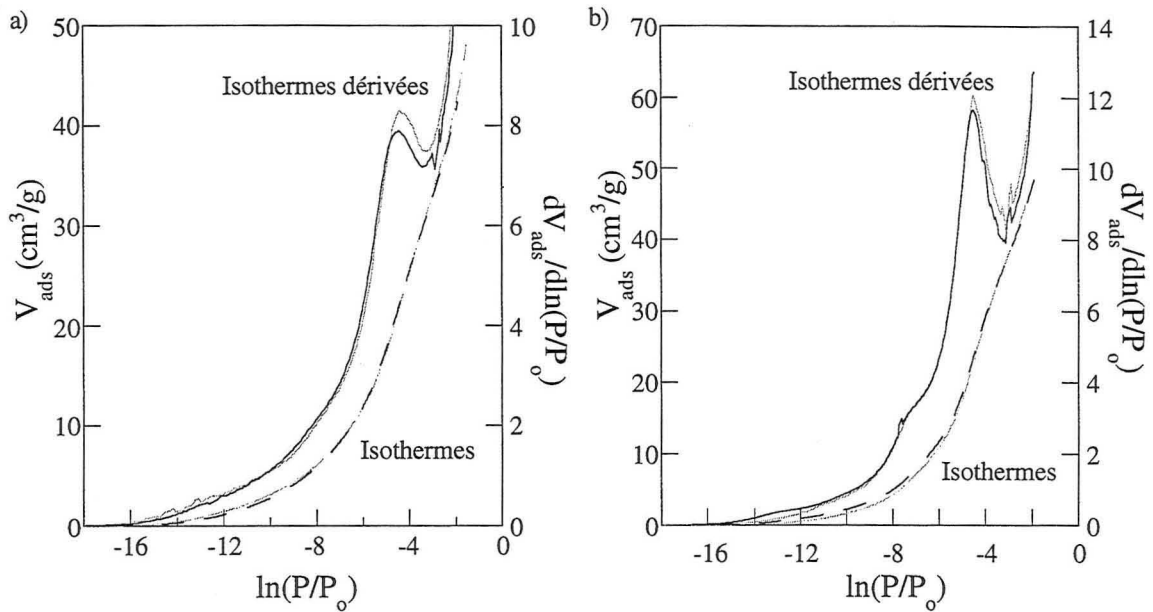 a)
50
40
30
20
10
0
V_ads (cm³/g)
10
8
6
4
2
0
dV_ads/dln(P/P_o)
Isothermes dérivées
Isothermes
-16 -12 -8 -4 0
ln(P/P_o)
b)
70
60
50
40
30
20
10
0
V_ads (cm³/g)
14
12
10
8
6
4
2
0
dV_ads/dln(P/P_o)
Isothermes dérivées
Isothermes
-16 -12 -8 -4 0
ln(P/P_o)